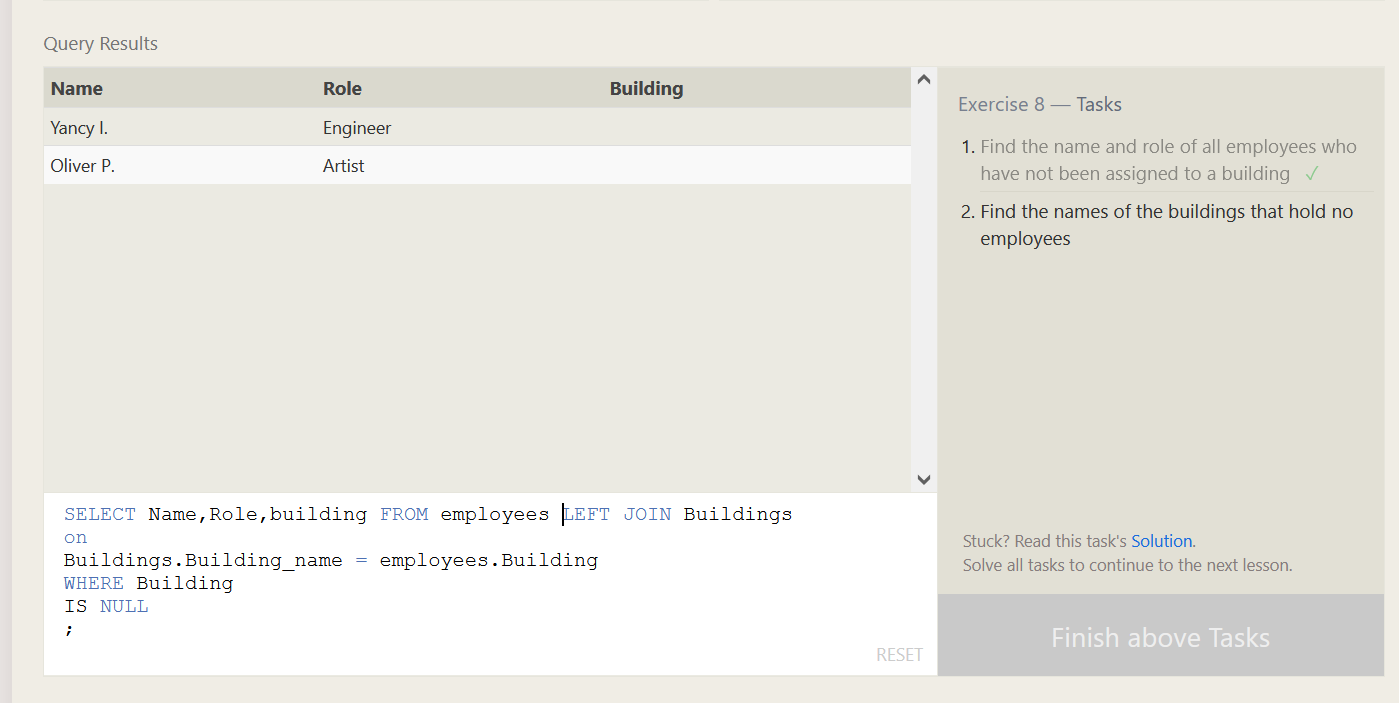 Query Results
Name Role Building
Yancy I. Engineer
Oliver P. Artist
Exercise 8 — Tasks
1. Find the name and role of all employees who
have not been assigned to a building ✓
2. Find the names of the buildings that hold no
employees
SELECT Name,Role,building FROM employees LEFT JOIN Buildings
on
Buildings.Building_name = employees.Building
WHERE Building
IS NULL
;
RESET
Stuck? Read this task's Solution.
Solve all tasks to continue to the next lesson.
Finish above Tasks